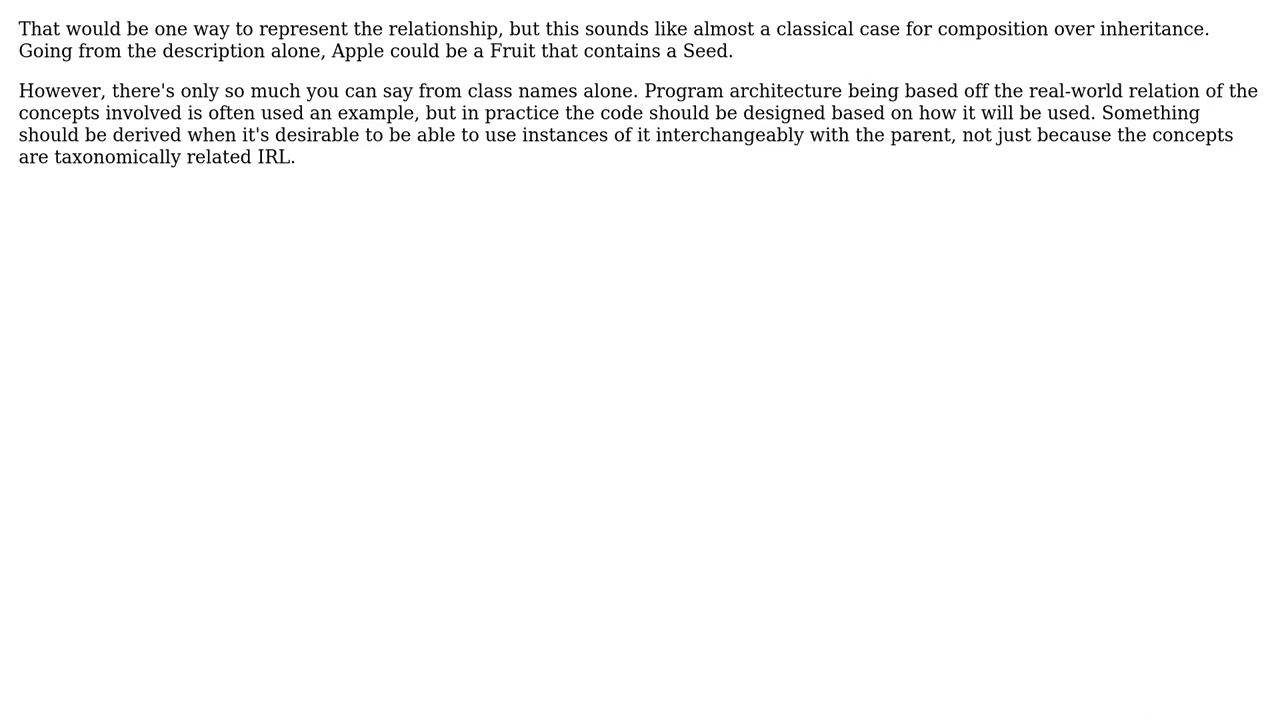 That would be one way to represent the relationship, but this sounds like almost a classical case for composition over inheritance.
Going from the description alone, Apple could be a Fruit that contains a Seed.
However, there's only so much you can say from class names alone. Program architecture being based off the real-world relation of the
concepts involved is often used an example, but in practice the code should be designed based on how it will be used. Something
should be derived when it's desirable to be able to use instances of it interchangeably with the parent, not just because the concepts
are taxonomically related IRL.